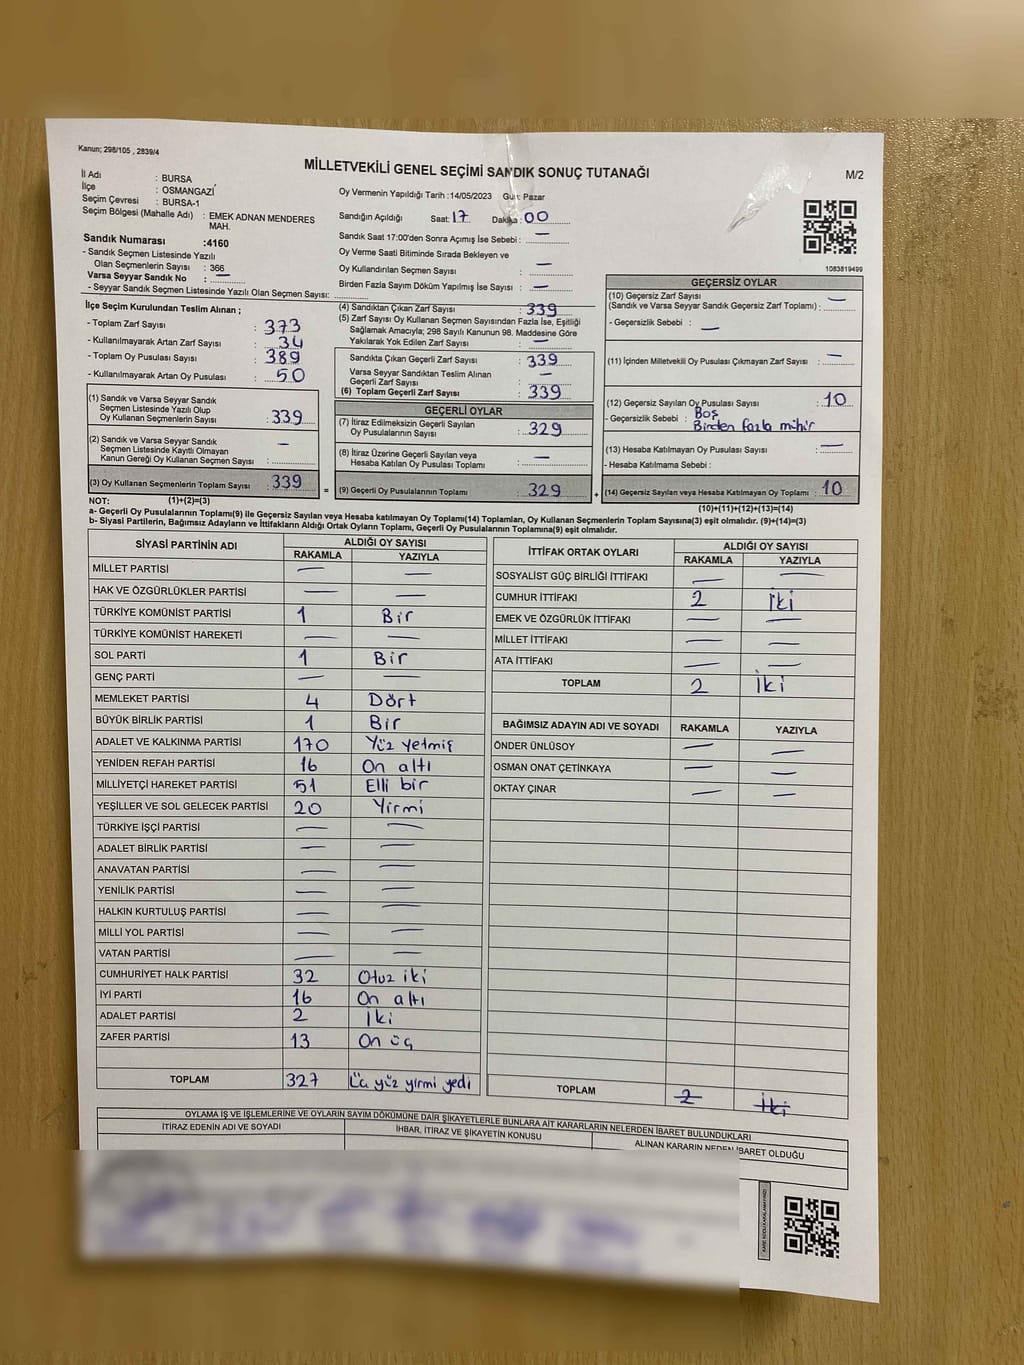 Kanun; 298/105 , 2839/4
MİLLETVEKİLİ GENEL SEÇİMİ SANDIK SONUÇ TUTANAĞI
M/2
İl Adı : BURSA
İlçe : OSMANGAZİ
Seçim Çevresi : BURSA-1
Seçim Bölgesi (Mahalle Adı) : EMEK ADNAN MENDERES MAH.
Sandık Numarası :4160
- Sandık Seçmen Listesinde Yazılı
Olan Seçmenlerin Sayısı : 366
Varsa Seyyar Sandık No : —
- Seyyar Sandık Seçmen Listesinde Yazılı Olan Seçmen Sayısı:
Oy Vermenin Yapıldığı Tarih :14/05/2023 Gün: Pazar
Sandığın Açıldığı Saat: 17 Dakika : 00
Sandık Saat 17:00'den Sonra Açılmış İse Sebebi : —
Oy Verme Saati Bitiminde Sırada Bekleyen ve
Oy Kullandırılan Seçmen Sayısı : —
Birden Fazla Sayım Döküm Yapılmış İse Sayısı : —
1083819499
İlçe Seçim Kurulundan Teslim Alınan ;
- Toplam Zarf Sayısı : 373
- Kullanılmayarak Artan Zarf Sayısı : 34
- Toplam Oy Pusulası Sayısı : 389
- Kullanılmayarak Artan Oy Pusulası : 50
(1) Sandık ve Varsa Seyyar Sandık
Seçmen Listesinde Yazılı Olup
Oy Kullanan Seçmenlerin Sayısı : 339
(2) Sandık ve Varsa Seyyar Sandık
Seçmen Listesinde Kayıtlı Olmayan
Kanun Gereği Oy Kullanan Seçmen Sayısı : —
(3) Oy Kullanan Seçmenlerin Toplam Sayısı : 339
(4) Sandıktan Çıkan Zarf Sayısı : 339
(5) Zarf Sayısı Oy Kullanan Seçmen Sayısından Fazla İse, Eşitliği
Sağlamak Amacıyla; 298 Sayılı Kanunun 98. Maddesine Göre
Yakılarak Yok Edilen Zarf Sayısı : —
Sandıkta Çıkan Geçerli Zarf Sayısı : 339
Varsa Seyyar Sandıktan Teslim Alınan
Geçerli Zarf Sayısı : —
(6) Toplam Geçerli Zarf Sayısı : 339
GEÇERLİ OYLAR
(7) İtiraz Edilmeksizin Geçerli Sayılan
Oy Pusulalarının Sayısı : 329
(8) İtiraz Üzerine Geçerli Sayılan veya
Hesaba Katılan Oy Pusulası Toplamı : —
= (9) Geçerli Oy Pusulalarının Toplamı : 329 +
GEÇERSİZ OYLAR
(10) Geçersiz Zarf Sayısı
(Sandık ve Varsa Seyyar Sandık Geçersiz Zarf Toplamı) : —
- Geçersizlik Sebebi : —
(11) İçinden Milletvekili Oy Pusulası Çıkmayan Zarf Sayısı : —
(12) Geçersiz Sayılan Oy Pusulası Sayısı : 10
- Geçersizlik Sebebi : Boş
Birden fazla mühür
(13) Hesaba Katılmayan Oy Pusulası Sayısı : —
- Hesaba Katılmama Sebebi :
(14) Geçersiz Sayılan veya Hesaba Katılmayan Oy Toplamı : 10
NOT: (1)+(2)=(3)
(10)+(11)+(12)+(13)=(14)
a- Geçerli Oy Pusulalarının Toplamı(9) ile Geçersiz Sayılan veya Hesaba katılmayan Oy Toplamı(14) Toplamları, Oy Kullanan Seçmenlerin Toplam Sayısına(3) eşit olmalıdır. (9)+(14)=(3)
b- Siyasi Partilerin, Bağımsız Adayların ve İttifakların Aldığı Ortak Oyların Toplamı, Geçerli Oy Pusulalarının Toplamına(9) eşit olmalıdır.
SİYASİ PARTİNİN ADI ALDIĞI OY SAYISI
RAKAMLA YAZIYLA
MİLLET PARTİSİ — —
HAK VE ÖZGÜRLÜKLER PARTİSİ — —
TÜRKİYE KOMÜNİST PARTİSİ 1 Bir
TÜRKİYE KOMÜNİST HAREKETİ — —
SOL PARTİ 1 Bir
GENÇ PARTİ — —
MEMLEKET PARTİSİ 4 Dört
BÜYÜK BİRLİK PARTİSİ 1 Bir
ADALET VE KALKINMA PARTİSİ 170 Yüz yetmiş
YENİDEN REFAH PARTİSİ 16 On altı
MİLLİYETÇİ HAREKET PARTİSİ 51 Elli bir
YEŞİLLER VE SOL GELECEK PARTİSİ 20 Yirmi
TÜRKİYE İŞÇİ PARTİSİ — —
ADALET BİRLİK PARTİSİ — —
ANAVATAN PARTİSİ — —
YENİLİK PARTİSİ — —
HALKIN KURTULUŞ PARTİSİ — —
MİLLİ YOL PARTİSİ — —
VATAN PARTİSİ — —
CUMHURİYET HALK PARTİSİ 32 Otuz iki
İYİ PARTİ 16 On altı
ADALET PARTİSİ 2 İki
ZAFER PARTİSİ 13 On üç
TOPLAM 327 Üç yüz yirmi yedi
İTTİFAK ORTAK OYLARI ALDIĞI OY SAYISI
RAKAMLA YAZIYLA
SOSYALİST GÜÇ BİRLİĞİ İTTİFAKI — —
CUMHUR İTTİFAKI 2 İki
EMEK VE ÖZGÜRLÜK İTTİFAKI — —
MİLLET İTTİFAKI — —
ATA İTTİFAKI — —
TOPLAM 2 İki
BAĞIMSIZ ADAYIN ADI VE SOYADI RAKAMLA YAZIYLA
ÖNDER ÜNLÜSOY — —
OSMAN ONAT ÇETİNKAYA — —
OKTAY ÇINAR — —
TOPLAM 2 İki
OYLAMA İŞ VE İŞLEMLERİNE VE OYLARIN SAYIM DÖKÜMÜNE DAİR ŞİKAYETLERLE BUNLARA AİT KARARLARIN NELERDEN İBARET BULUNDUKLARI
İTİRAZ EDENİN ADI VE SOYADI İHBAR, İTİRAZ VE ŞİKAYETİN KONUSU ALINAN KARARIN NEDEN İBARET OLDUĞU